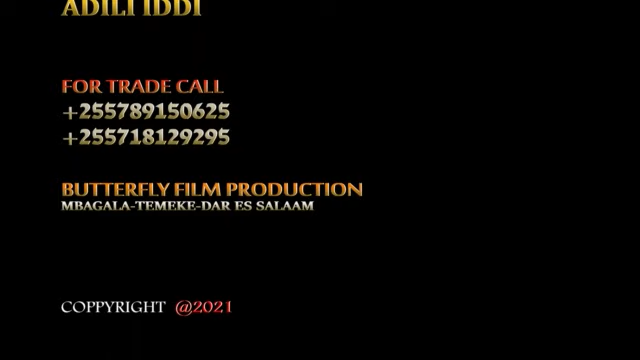 ADILI IDDI
FOR TRADE CALL
+255789150625
+255718129295
BUTTERFLY FILM PRODUCTION
MBAGALA-TEMEKE-DAR ES SALAAM
COPPYRIGHT @2021